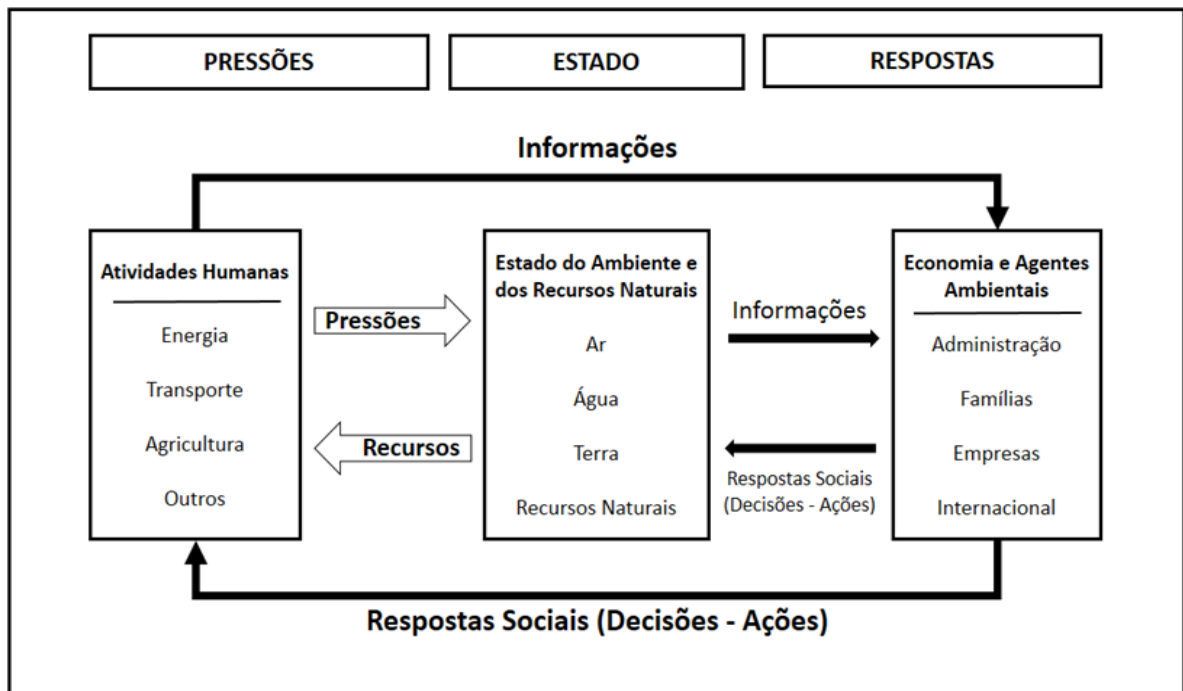 PRESSÕES
ESTADO
RESPOSTAS
Informações
Atividades Humanas
Energia
Transporte
Agricultura
Outros
Pressões
Recursos
Estado do Ambiente e
dos Recursos Naturais
Ar
Água
Terra
Recursos Naturais
Informações
Respostas Sociais
(Decisões - Ações)
Economia e Agentes
Ambientais
Administração
Famílias
Empresas
Internacional
Respostas Sociais (Decisões - Ações)